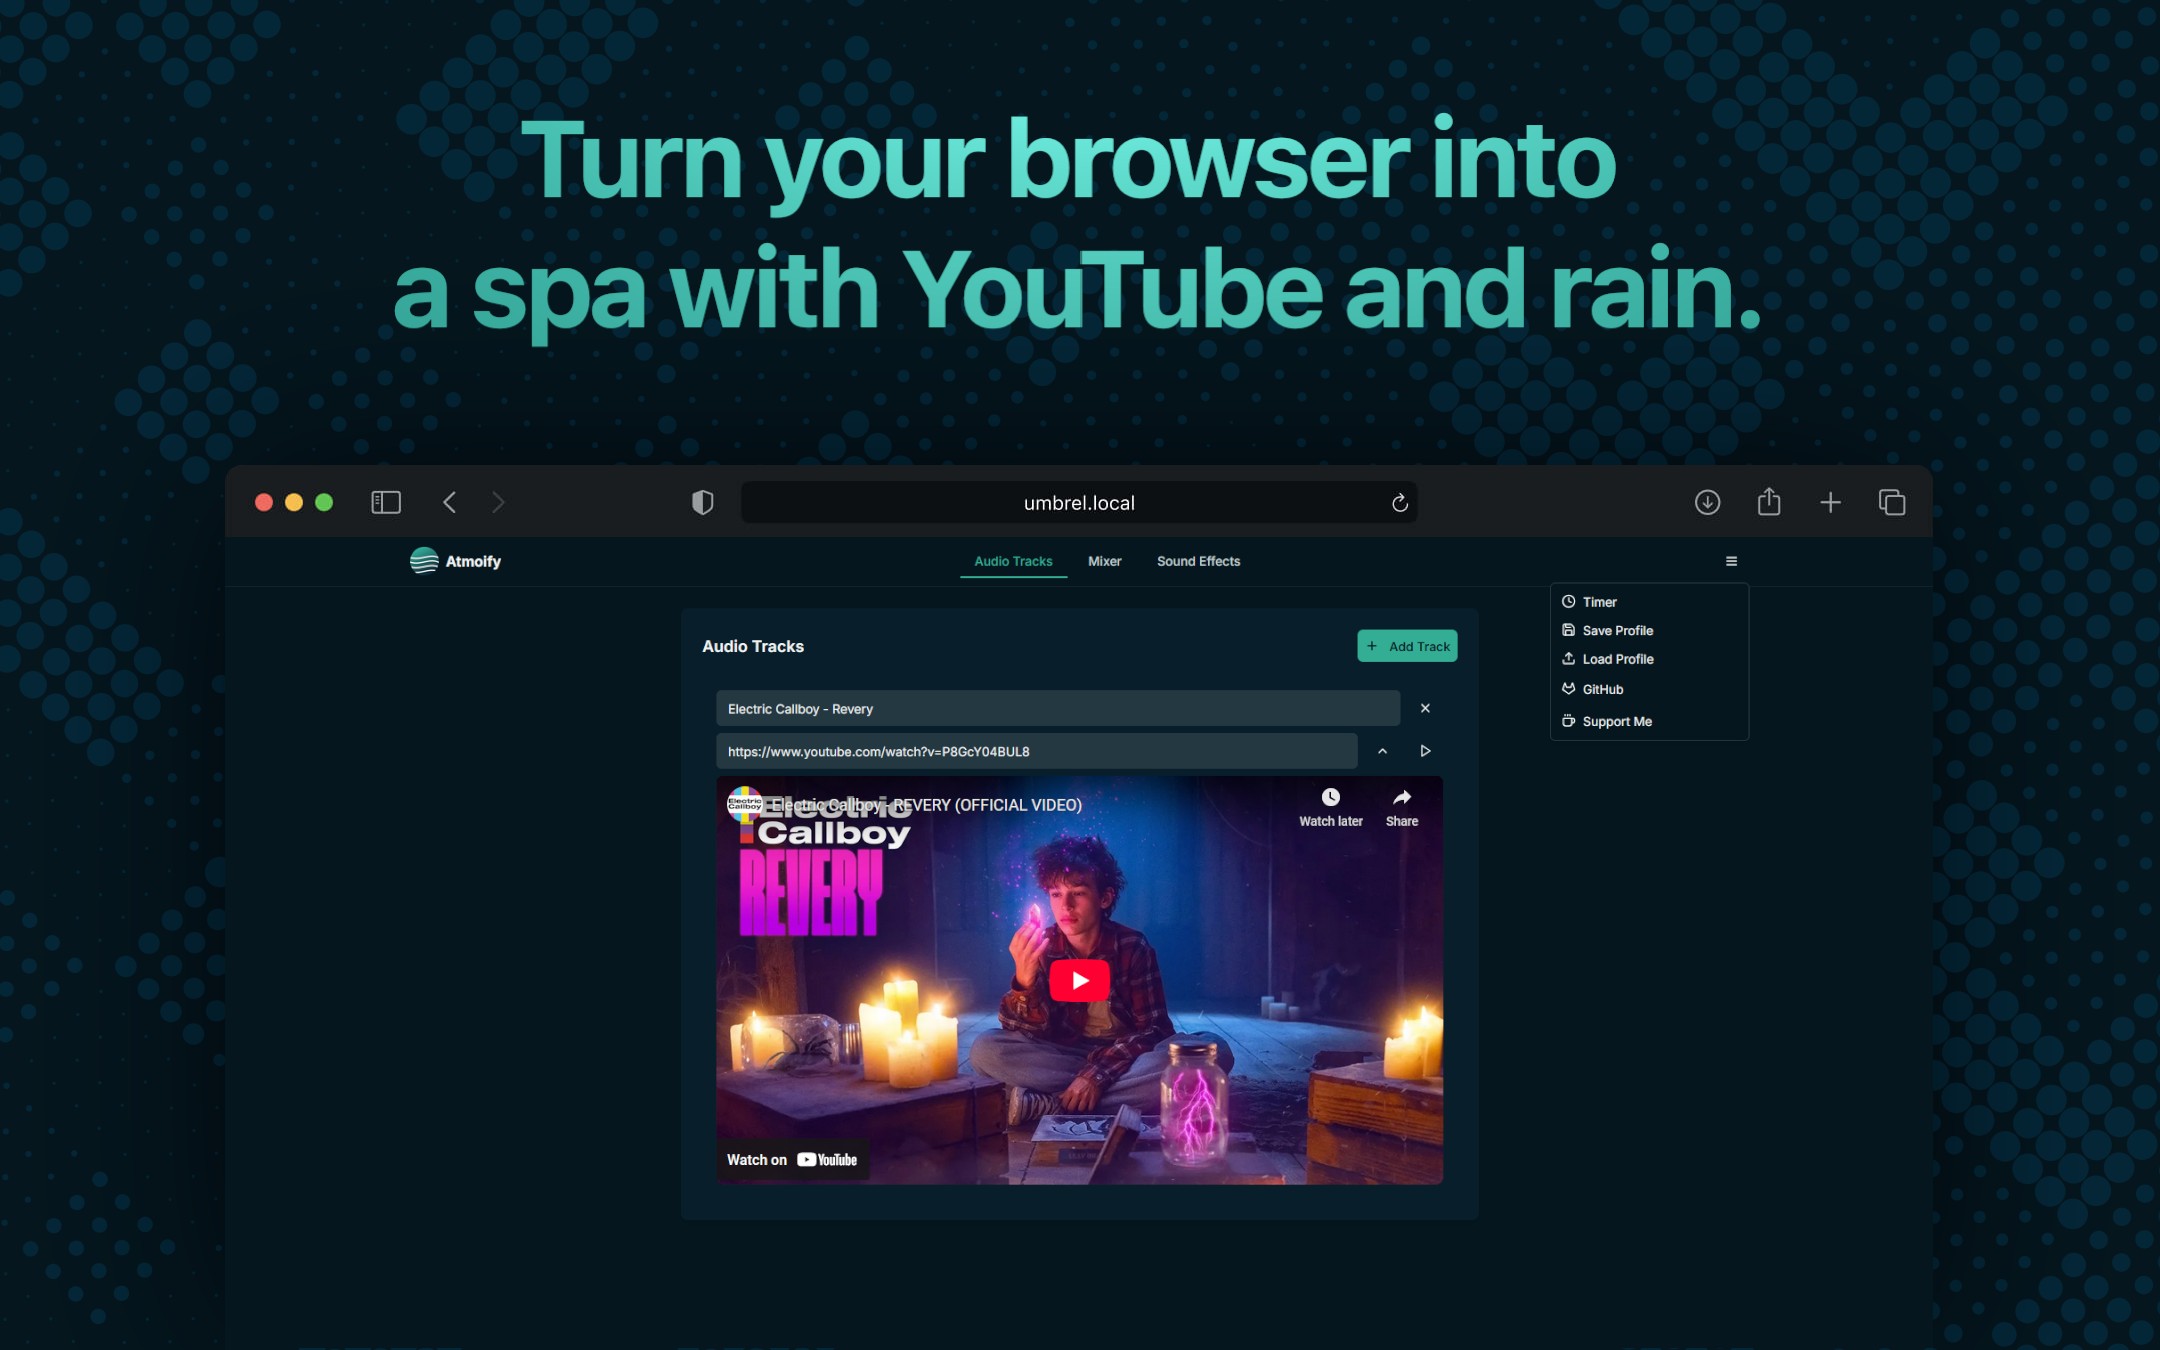 Turn your browser into
a spa with YouTube and rain.
umbrel.local
Atmoify
Audio Tracks
Mixer
Sound Effects
Timer
Save Profile
Load Profile
GitHub
Support Me
Audio Tracks
+ Add Track
Electric Callboy - Revery
https://www.youtube.com/watch?v=P8GcY04BUL8
Electric Callboy - REVERY (OFFICIAL VIDEO)
Watch later
Share
Electric
Callboy
Electric
Callboy
REVERY
Watch on YouTube